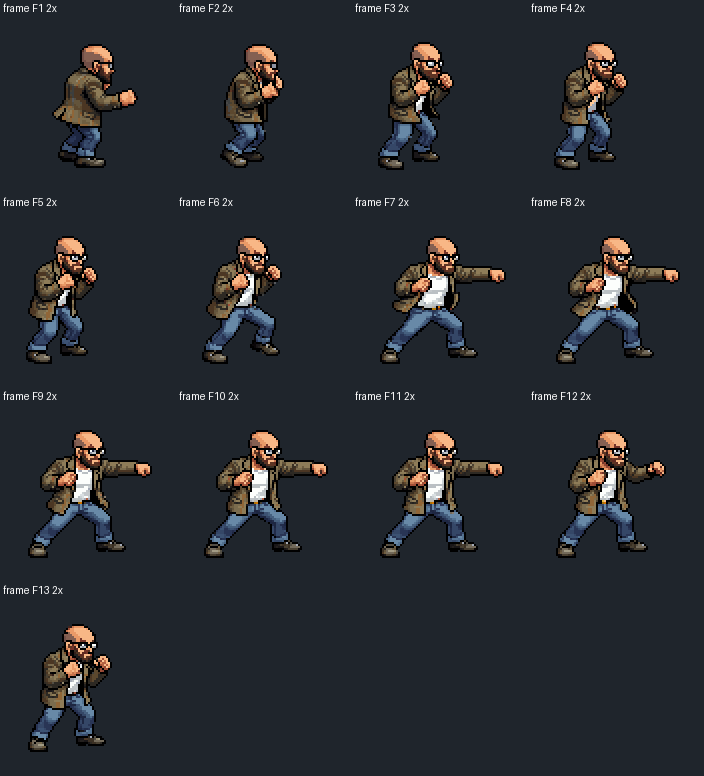 frame F1 2x
frame F2 2x
frame F3 2x
frame F4 2x
frame F5 2x
frame F6 2x
frame F7 2x
frame F8 2x
frame F9 2x
frame F10 2x
frame F11 2x
frame F12 2x
frame F13 2x